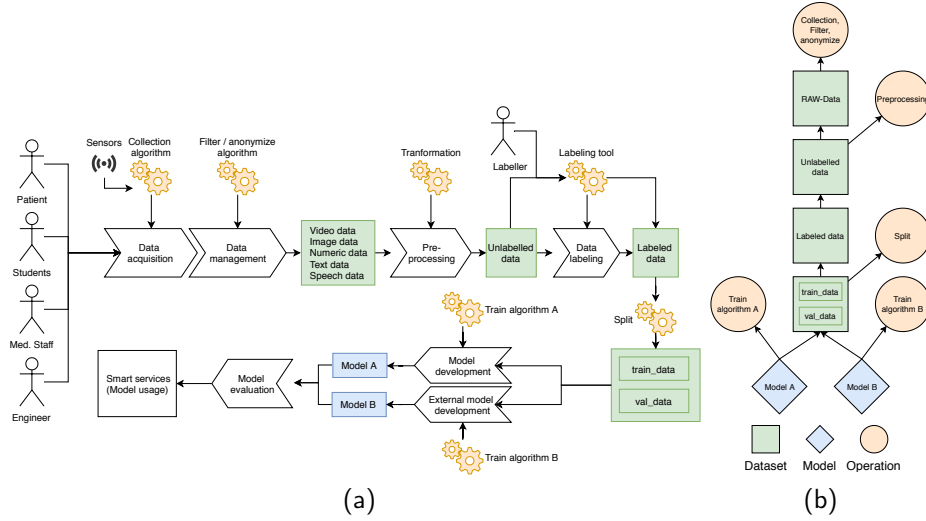 Patient
Students
Med. Staff
Engineer
Sensors
Collection
algorithm
Filter / anonymize
algorithm
Data
acquisition
Data
management
Video data
Image data
Numeric data
Text data
Speech data
Tranformation
Pre-
processing
Unlabelled
data
Labeller
Labeling tool
Data
labeling
Labeled
data
Split
train_data
val_data
Train algorithm A
Model
development
External model
development
Train algorithm B
Model A
Model B
Model
evaluation
Smart services
(Model usage)
(a)
Collection,
Filter,
anonymize
RAW-Data
Preprocessing
Unlabelled
data
Labeled data
Split
train_data
val_data
Train
algorithm A
Train
algorithm B
Model A
Model B
Dataset
Model
Operation
(b)